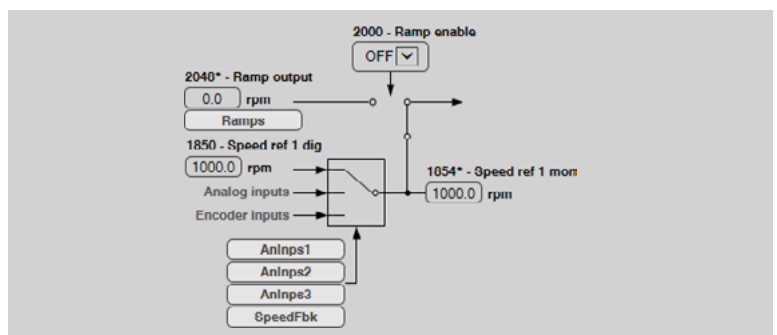 2000 - Ramp enable
OFF
2040* - Ramp output
0.0 rpm
Ramps
1850 - Speed ref 1 dig
1000.0 rpm
1054* - Speed ref 1 mon
Analog inputs
1000.0 rpm
Encoder inputs
AnInps1
AnInps2
AnInpe3
SpeedFbk